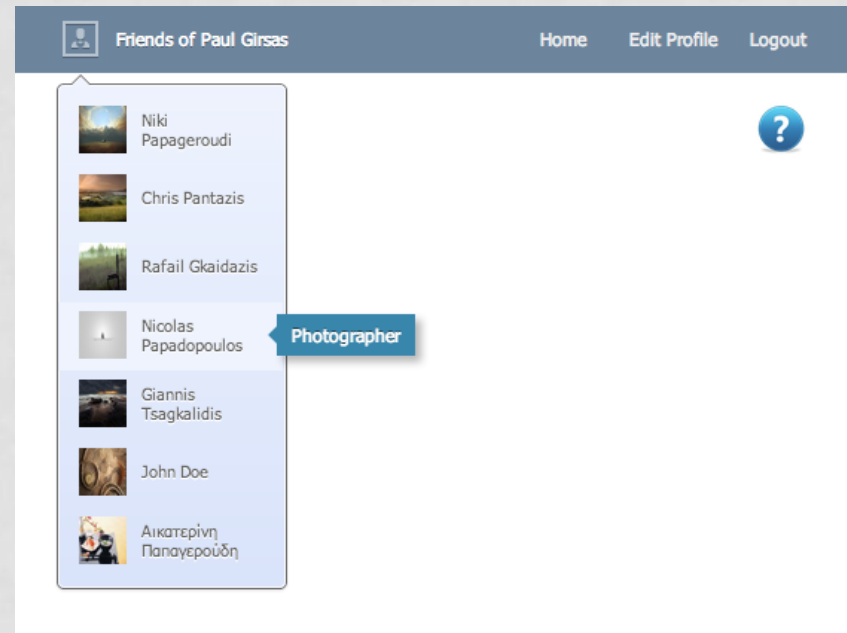 Friends of Paul Girsas
Home
Edit Profile
Logout
?
Niki
Papageroudi
Chris Pantazis
Rafail Gkaidazis
Nicolas
Papadopoulos
Photographer
Giannis
Tsagkalidis
John Doe
Αικατερίνη
Παπαγερούδη